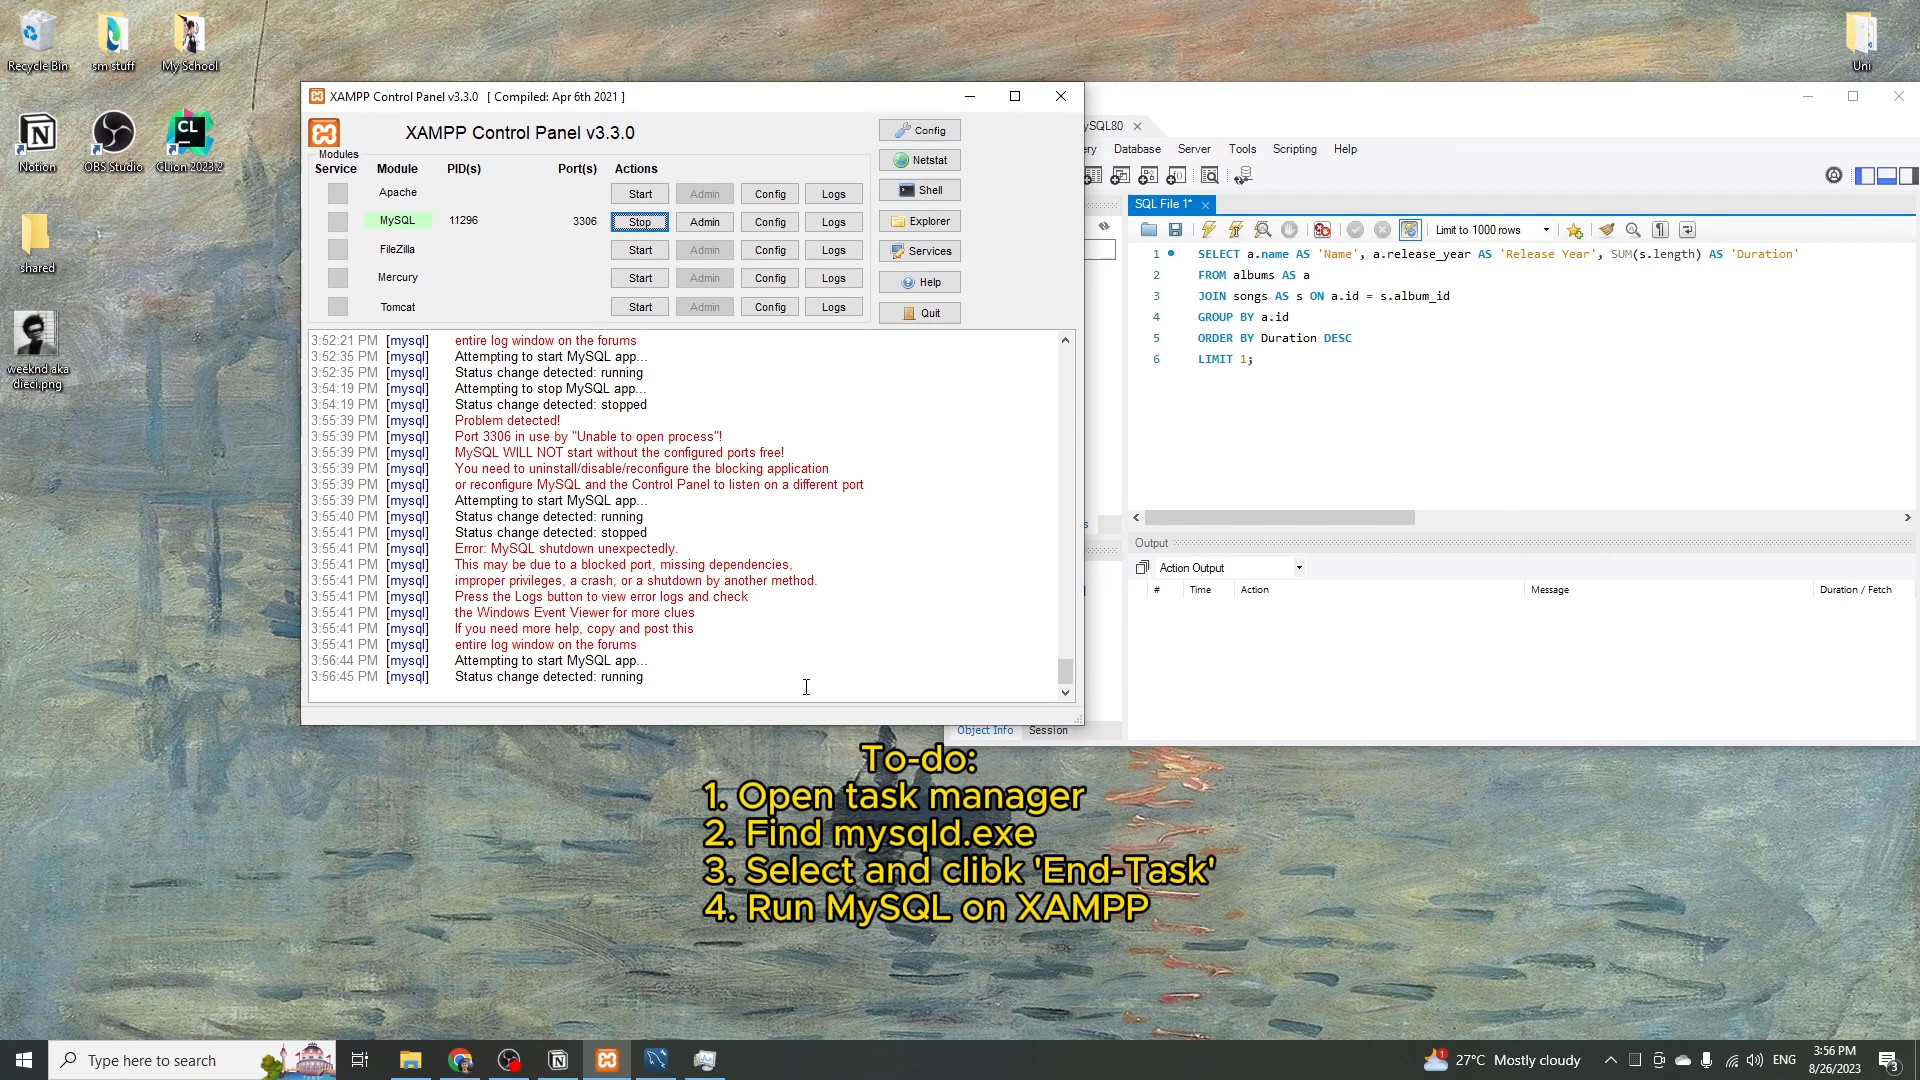 Recycle Bin
sm stuff
My School
Uni
Notion
OBS Studio
CLion 2023.2
shared
weeknd aka
dieci.png
XAMPP Control Panel v3.3.0 [ Compiled: Apr 6th 2021 ]
XAMPP Control Panel v3.3.0
Modules
Service Module PID(s) Port(s) Actions
Apache Start Admin Config Logs
MySQL 11296 3306 Stop Admin Config Logs
FileZilla Start Admin Config Logs
Mercury Start Admin Config Logs
Tomcat Start Admin Config Logs
Config
Netstat
Shell
Explorer
Services
Help
Quit
3:52:21 PM [mysql] entire log window on the forums
3:52:35 PM [mysql] Attempting to start MySQL app...
3:52:35 PM [mysql] Status change detected: running
3:54:19 PM [mysql] Attempting to stop MySQL app...
3:54:19 PM [mysql] Status change detected: stopped
3:55:39 PM [mysql] Problem detected!
3:55:39 PM [mysql] Port 3306 in use by "Unable to open process"!
3:55:39 PM [mysql] MySQL WILL NOT start without the configured ports free!
3:55:39 PM [mysql] You need to uninstall/disable/reconfigure the blocking application
3:55:39 PM [mysql] or reconfigure MySQL and the Control Panel to listen on a different port
3:55:39 PM [mysql] Attempting to start MySQL app...
3:55:40 PM [mysql] Status change detected: running
3:55:41 PM [mysql] Status change detected: stopped
3:55:41 PM [mysql] Error: MySQL shutdown unexpectedly.
3:55:41 PM [mysql] This may be due to a blocked port, missing dependencies,
3:55:41 PM [mysql] improper privileges, a crash, or a shutdown by another method.
3:55:41 PM [mysql] Press the Logs button to view error logs and check
3:55:41 PM [mysql] the Windows Event Viewer for more clues
3:55:41 PM [mysql] If you need more help, copy and post this
3:55:41 PM [mysql] entire log window on the forums
3:56:44 PM [mysql] Attempting to start MySQL app...
3:56:45 PM [mysql] Status change detected: running
ySQL80
ry Database Server Tools Scripting Help
SQL File 1*
Limit to 1000 rows
1 SELECT a.name AS 'Name', a.release_year AS 'Release Year', SUM(s.length) AS 'Duration'
2 FROM albums AS a
3 JOIN songs AS s ON a.id = s.album_id
4 GROUP BY a.id
5 ORDER BY Duration DESC
6 LIMIT 1;
s
Output
Action Output
# Time Action Message Duration / Fetch
Object Info Session
To-do:
1. Open task manager
2. Find mysqld.exe
3. Select and clibk 'End-Task'
4. Run MySQL on XAMPP
Type here to search
27°C Mostly cloudy
ENG
3:56 PM
8/26/2023
3